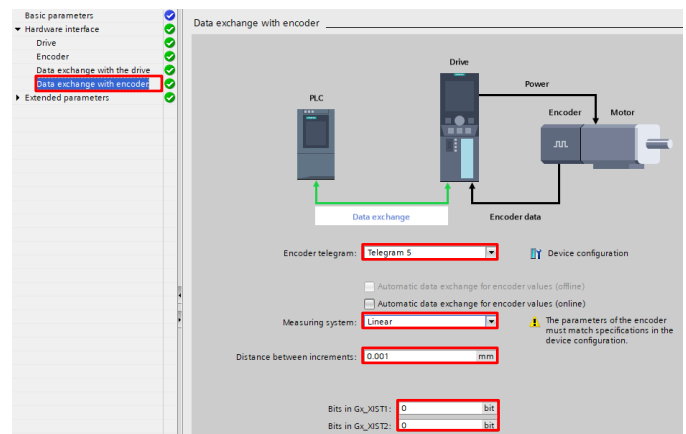 Basic parameters
Hardware interface
Drive
Encoder
Data exchange with the drive
Data exchange with encoder
Extended parameters
Data exchange with encoder
Drive
Power
PLC
Encoder Motor
Data exchange
Encoder data
Encoder telegram: Telegram 5
Device configuration
Automatic data exchange for encoder values (offline)
Automatic data exchange for encoder values (online)
Measuring system: Linear
The parameters of the encoder
must match specifications in the
device configuration.
Distance between increments: 0.001 mm
Bits in Gx_XIST1: 0 bit
Bits in Gx_XIST2: 0 bit